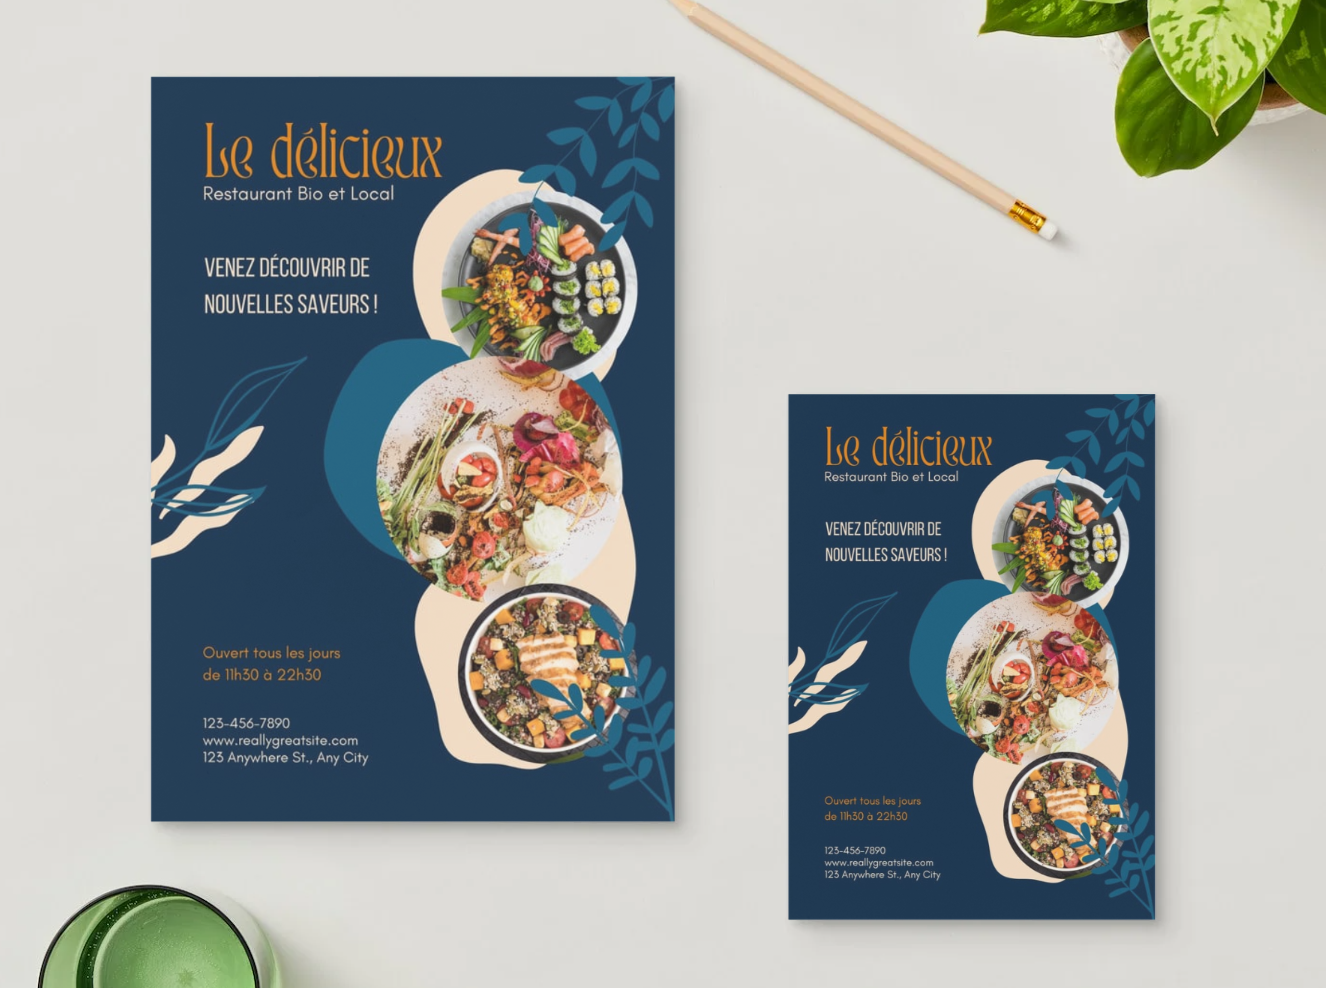 Le délicieux
Restaurant Bio et Local
VENEZ DÉCOUVRIR DE
NOUVELLES SAVEURS !
Ouvert tous les jours
de 11h30 à 22h30
123-456-7890
www.reallygreatsite.com
123 Anywhere St., Any City
Le délicieux
Restaurant Bio et Local
VENEZ DÉCOUVRIR DE
NOUVELLES SAVEURS !
Ouvert tous les jours
de 11h30 à 22h30
123-456-7890
www.reallygreatsite.com
123 Anywhere St., Any City